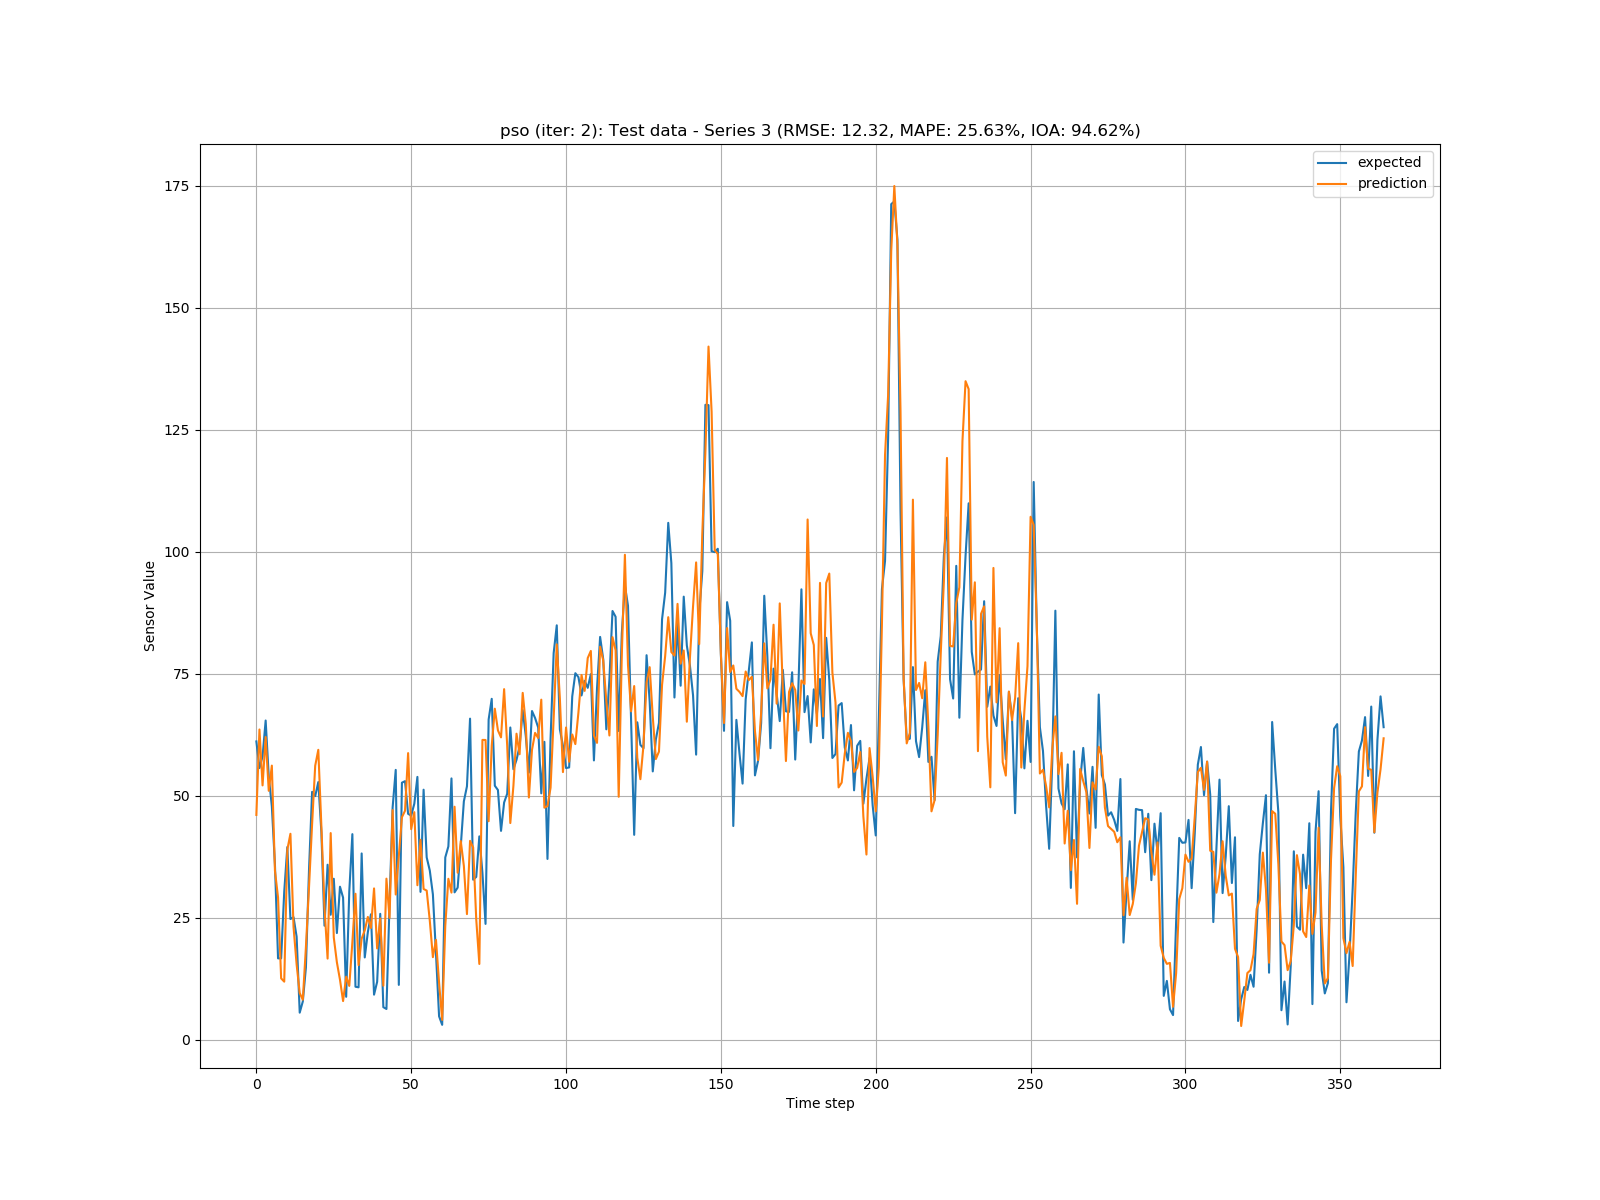 pso (iter: 2): Test data - Series 3 (RMSE: 12.32, MAPE: 25.63%, IOA: 94.62%)
expected
prediction
175
150
125
100
75
50
25
0
Sensor Value
0 50 100 150 200 250 300 350
Time step